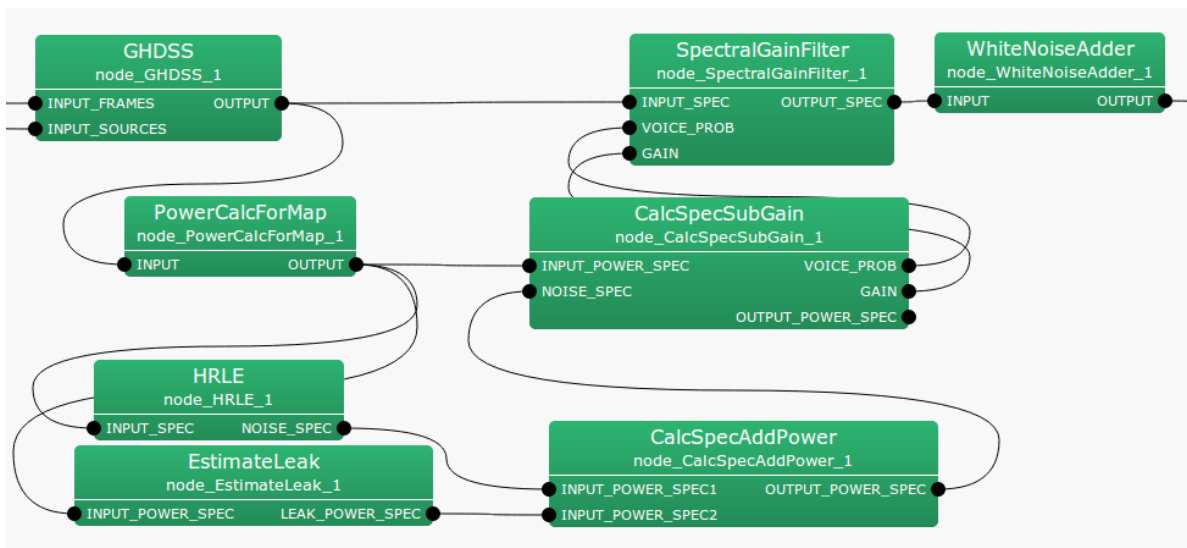 GHDSS
node_GHDSS_1
INPUT_FRAMES OUTPUT
INPUT_SOURCES
SpectralGainFilter
node_SpectralGainFilter_1
INPUT_SPEC OUTPUT_SPEC
VOICE_PROB
GAIN
WhiteNoiseAdder
node_WhiteNoiseAdder_1
INPUT OUTPUT
PowerCalcForMap
node_PowerCalcForMap_1
INPUT OUTPUT
CalcSpecSubGain
node_CalcSpecSubGain_1
INPUT_POWER_SPEC VOICE_PROB
NOISE_SPEC GAIN
OUTPUT_POWER_SPEC
HRLE
node_HRLE_1
INPUT_SPEC NOISE_SPEC
EstimateLeak
node_EstimateLeak_1
INPUT_POWER_SPEC LEAK_POWER_SPEC
CalcSpecAddPower
node_CalcSpecAddPower_1
INPUT_POWER_SPEC1 OUTPUT_POWER_SPEC
INPUT_POWER_SPEC2